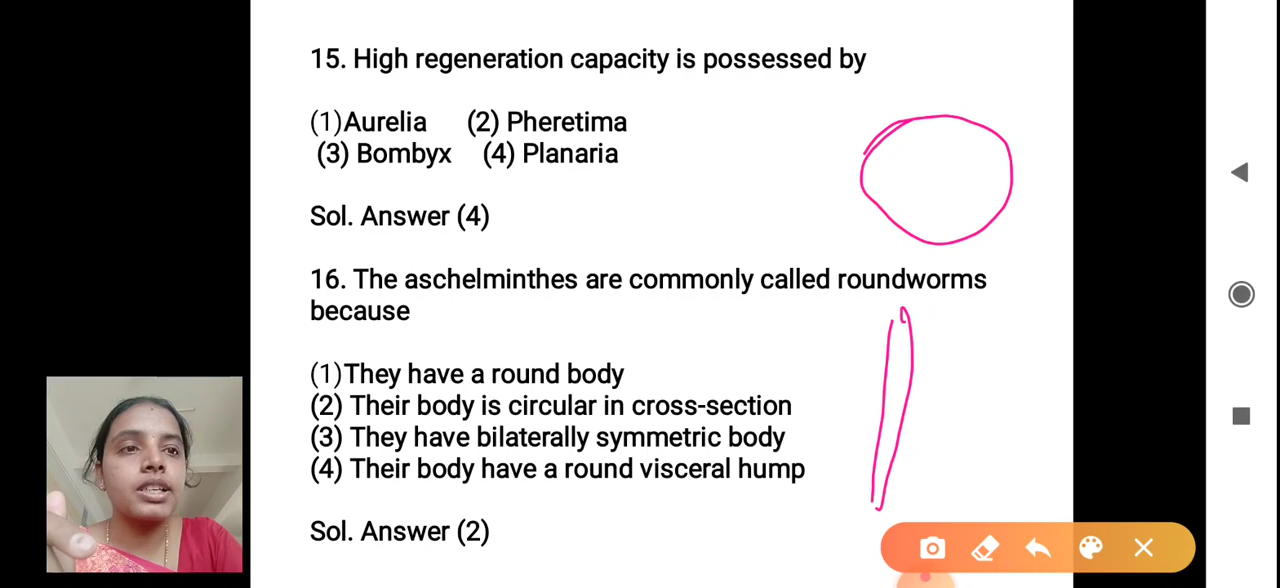 15. High regeneration capacity is possessed by
(1)Aurelia (2) Pheretima
(3) Bombyx (4) Planaria
Sol. Answer (4)
16. The aschelminthes are commonly called roundworms
because
(1)They have a round body
(2) Their body is circular in cross-section
(3) They have bilaterally symmetric body
(4) Their body have a round visceral hump
Sol. Answer (2)